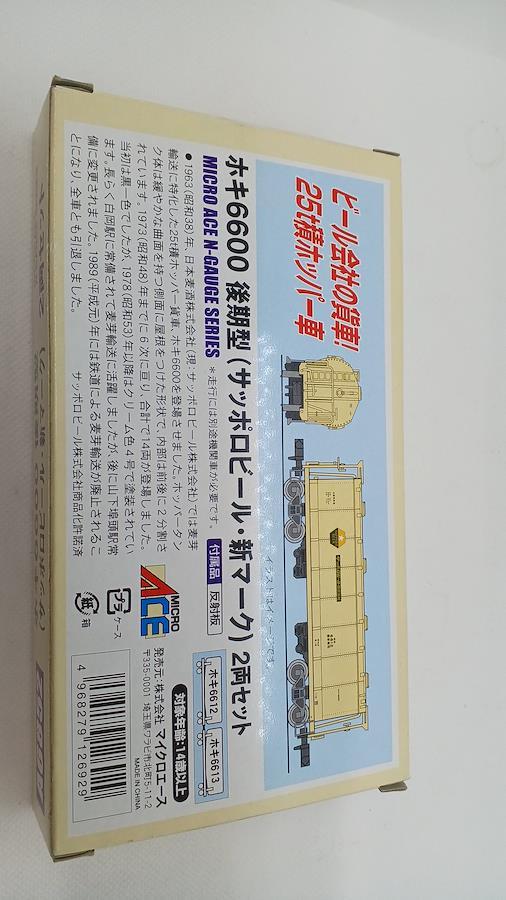 ビール会社の貨車!
25t積ホッパー車
イラストはイメージです。
ホキ6600 後期型(サッポロビール・新マーク)2両セット
MICRO ACE N-GAUGE SERIES
*走行には別途機関車が必要です。
付属品 反射板
ホキ6612
ホキ6613
●1963(昭和38)年、日本麦酒株式会社(現:サッポロビール株式会社)では麦芽
輸送に特化した25t積ホッパー貨車、ホキ6600を登場させました。ホッパータン
ク体は緩やかな曲面を持つ側面に屋根をつけた形状で、内部は前後に2分割さ
れています。1973(昭和48)年までに6次に亘り、合計で14両が登場しました。
当初は黒一色でしたが、1978(昭和53)年以降はクリーム色4号で塗装されてい
ます。長らく白岡駅に常備されて麦芽輸送に活躍しましたが、後に山下埠頭駅常
備に変更されました。1989(平成元)年には鉄道による麦芽輸送が廃止されるこ
とになり、全車とも引退しました。
サッポロビール株式会社商品化許諾済
対象年齢:14歳以上
MICRO
ACE
発売元:株式会社 マイクロエース
〒335-0001 埼玉県ワラビ市北町5-11-2
MADE IN CHINA
プラ
ケース
紙
箱
4 968279 126929